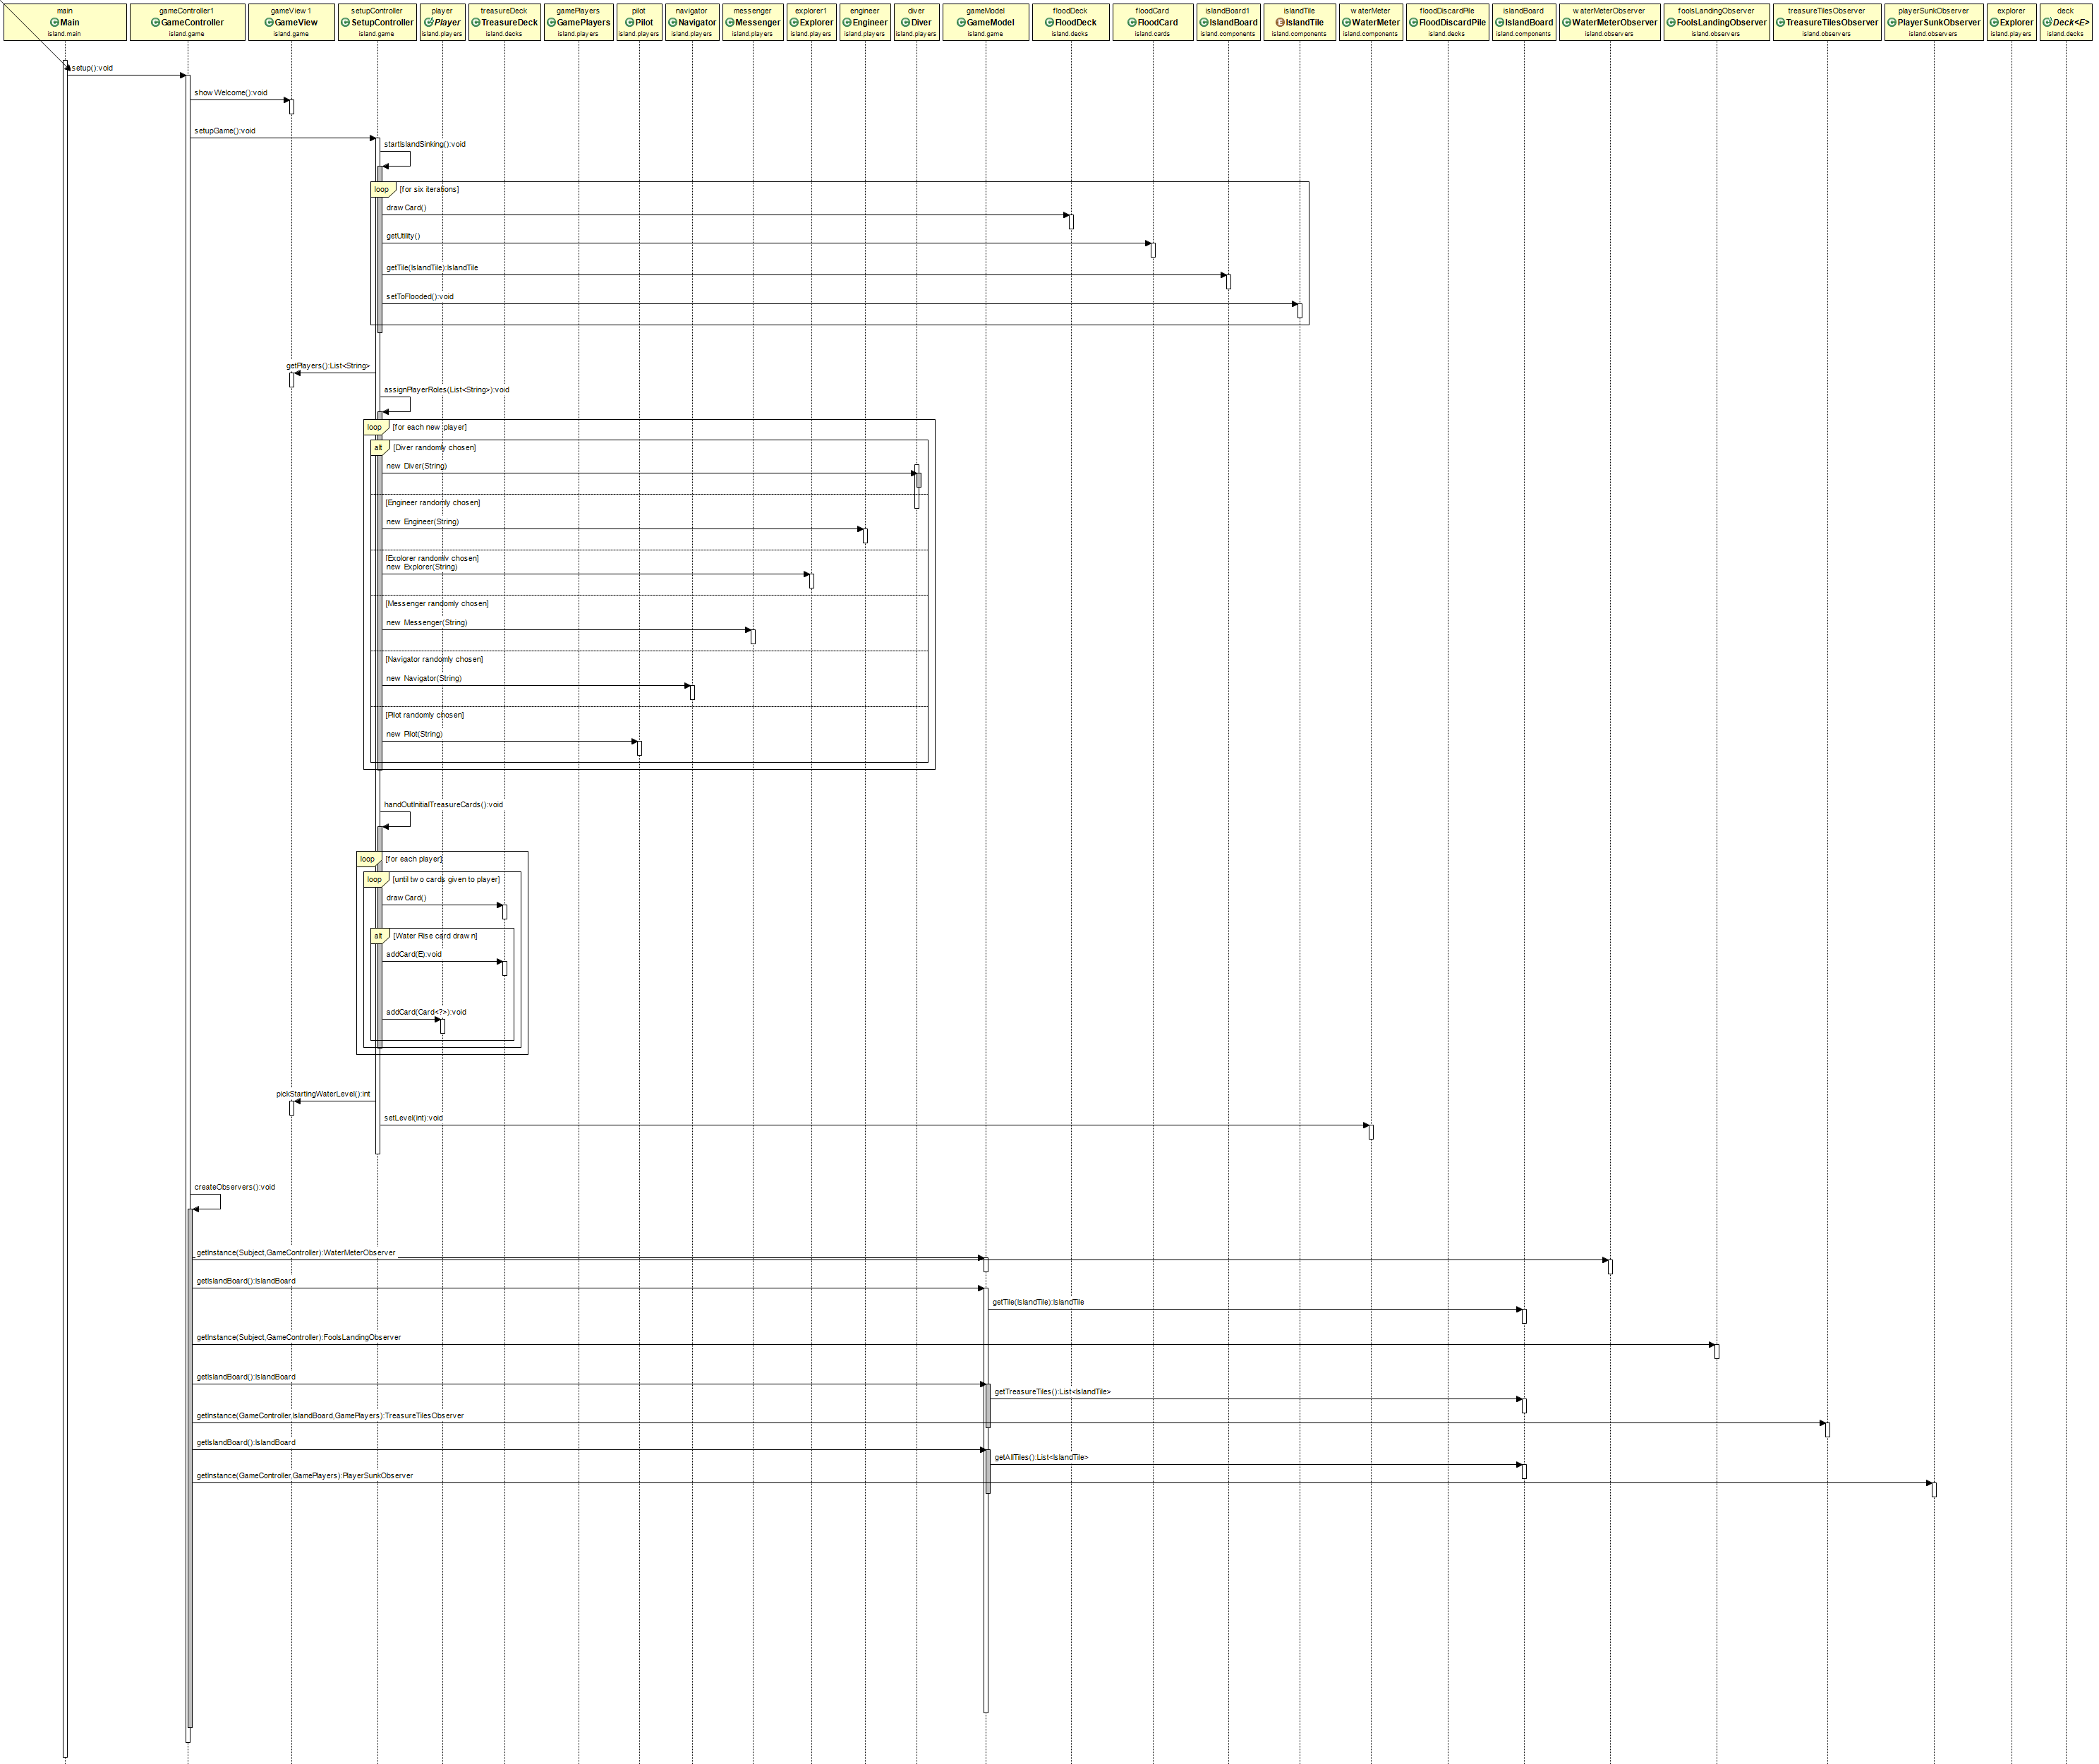 main
Main
island.main
gameController1
GameController
island.game
gameView 1
GameView
island.game
setupController
SetupController
island.game
player
Player
island.players
treasureDeck
TreasureDeck
island.decks
gamePlayers
GamePlayers
island.players
pilot
Pilot
island.players
navigator
Navigator
island.players
messenger
Messenger
island.players
explorer1
Explorer
island.players
engineer
Engineer
island.players
diver
Diver
island.players
gameModel
GameModel
island.game
floodDeck
FloodDeck
island.decks
floodCard
FloodCard
island.cards
islandBoard1
IslandBoard
island.components
islandTile
IslandTile
island.components
waterMeter
WaterMeter
island.components
floodDiscardPile
FloodDiscardPile
island.decks
islandBoard
IslandBoard
island.components
waterMeterObserver
WaterMeterObserver
island.observers
foolsLandingObserver
FoolsLandingObserver
island.observers
treasureTilesObserver
TreasureTilesObserver
island.observers
playerSunkObserver
PlayerSunkObserver
island.observers
explorer
Explorer
island.players
deck
Deck<E>
island.decks
setup():void
showWelcome():void
setupGame():void
startIslandSinking():void
loop [for six iterations]
drawCard()
getUtility()
getTile(IslandTile):IslandTile
setToFlooded():void
getPlayers():List<String>
assignPlayerRoles(List<String>):void
loop [for each new player]
alt [Diver randomly chosen]
new Diver(String)
[Engineer randomly chosen]
new Engineer(String)
[Explorer randomly chosen]
new Explorer(String)
[Messenger randomly chosen]
new Messenger(String)
[Navigator randomly chosen]
new Navigator(String)
[Pilot randomly chosen]
new Pilot(String)
handOutInitialTreasureCards():void
loop [for each player]
loop [until two cards given to player]
drawCard()
alt [Water Rise card drawn]
addCard(E):void
addCard(Card<?>):void
pickStartingWaterLevel():int
setLevel(int):void
createObservers():void
getInstance(Subject,GameController):WaterMeterObserver
getIslandBoard():IslandBoard
getTile(IslandTile):IslandTile
getInstance(Subject,GameController):FoolsLandingObserver
getIslandBoard():IslandBoard
getTreasureTiles():List<IslandTile>
getInstance(GameController,IslandBoard,GamePlayers):TreasureTilesObserver
getIslandBoard():IslandBoard
getAllTiles():List<IslandTile>
getInstance(GameController,GamePlayers):PlayerSunkObserver